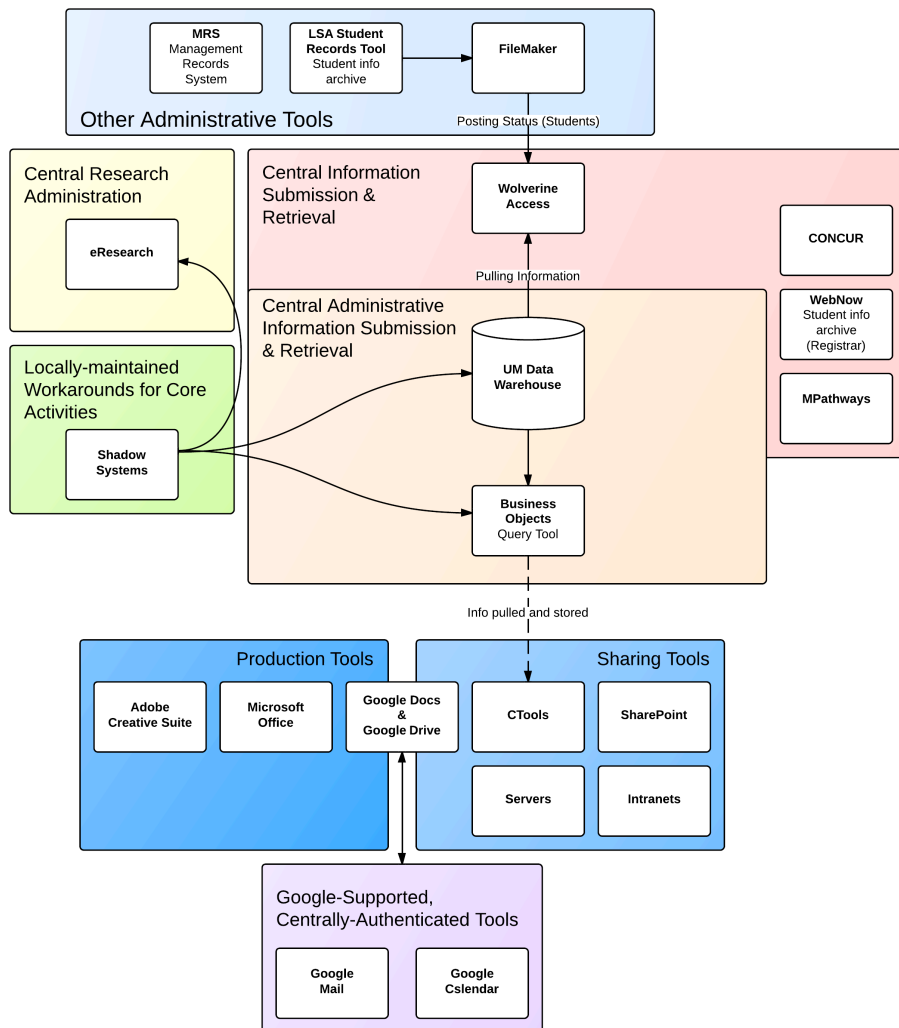 MRS
Management
Records
System
LSA Student
Records Tool
Student info
archive
FileMaker
Other Administrative Tools
Posting Status (Students)
Central Research
Administration
eResearch
Central Information
Submission &
Retrieval
Wolverine
Access
CONCUR
Pulling Information
WebNow
Student info
archive
(Registrar)
MPathways
Central Administrative
Information Submission
& Retrieval
UM Data
Warehouse
Locally-maintained
Workarounds for Core
Activities
Shadow
Systems
Business
Objects
Query Tool
Info pulled and stored
Production Tools
Adobe
Creative Suite
Microsoft
Office
Google Docs
&
Google Drive
Sharing Tools
CTools
SharePoint
Servers
Intranets
Google-Supported,
Centrally-Authenticated Tools
Google
Mail
Google
Cslendar